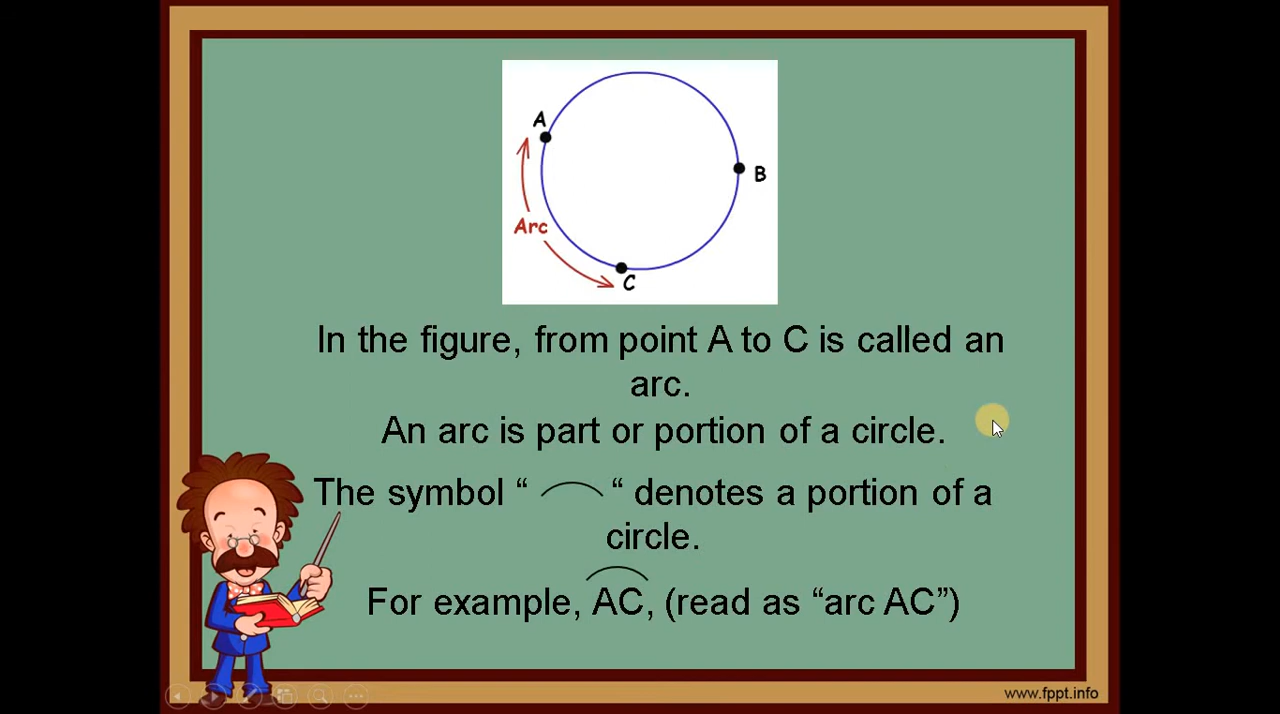 A
B
Arc
C
In the figure, from point A to C is called an
arc.
An arc is part or portion of a circle.
The symbol “ ⌒ “ denotes a portion of a
circle.
For example, AC, (read as “arc AC”)
www.fppt.info